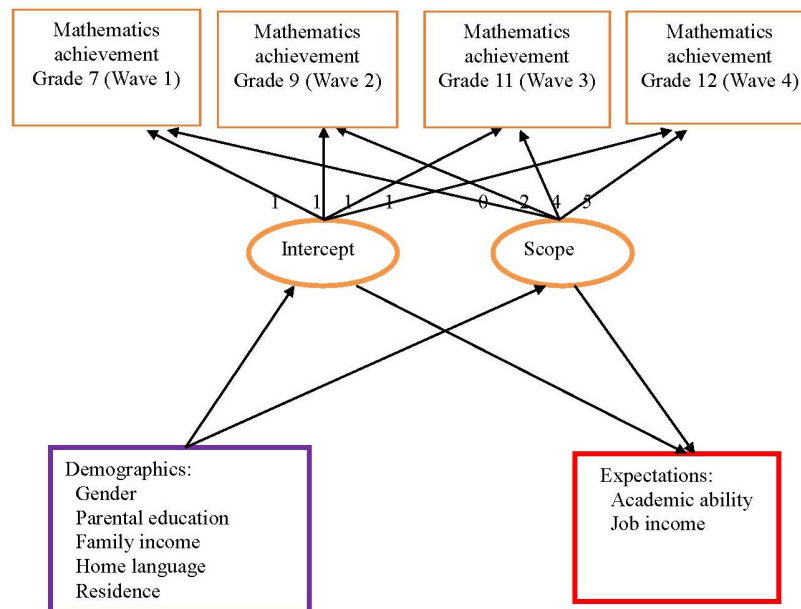 Mathematics
achievement
Grade 7 (Wave 1)
Mathematics
achievement
Grade 9 (Wave 2)
Mathematics
achievement
Grade 11 (Wave 3)
Mathematics
achievement
Grade 12 (Wave 4)
1 1 1 1 0 2 4 5
Intercept
Scope
Demographics:
Gender
Parental education
Family income
Home language
Residence
Expectations:
Academic ability
Job income